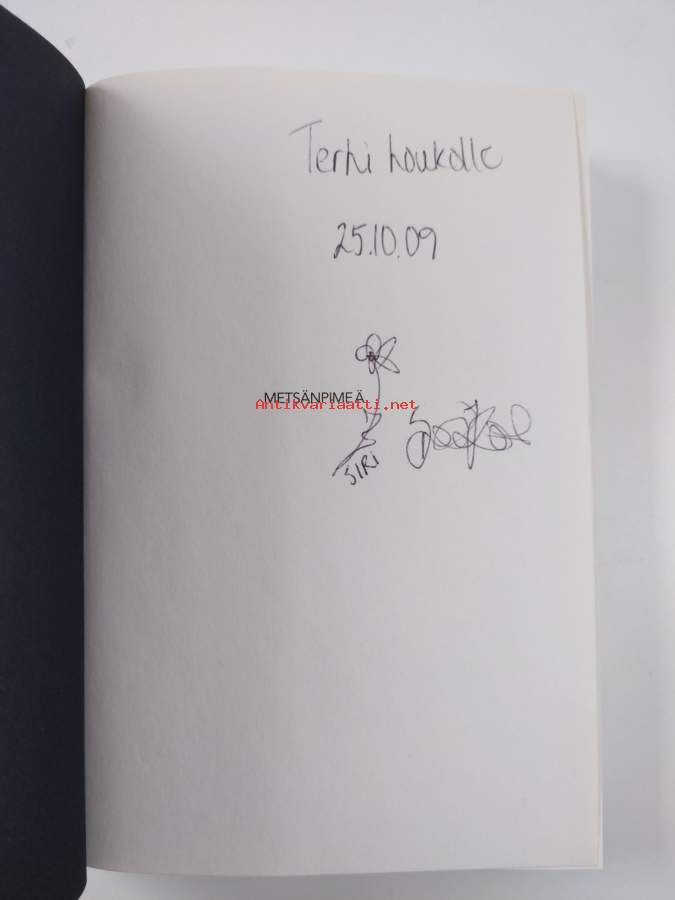 Terhi Loukolle
25.10.09
METSÄNPIMEÄ
Antikvariaatti.net
SIRI